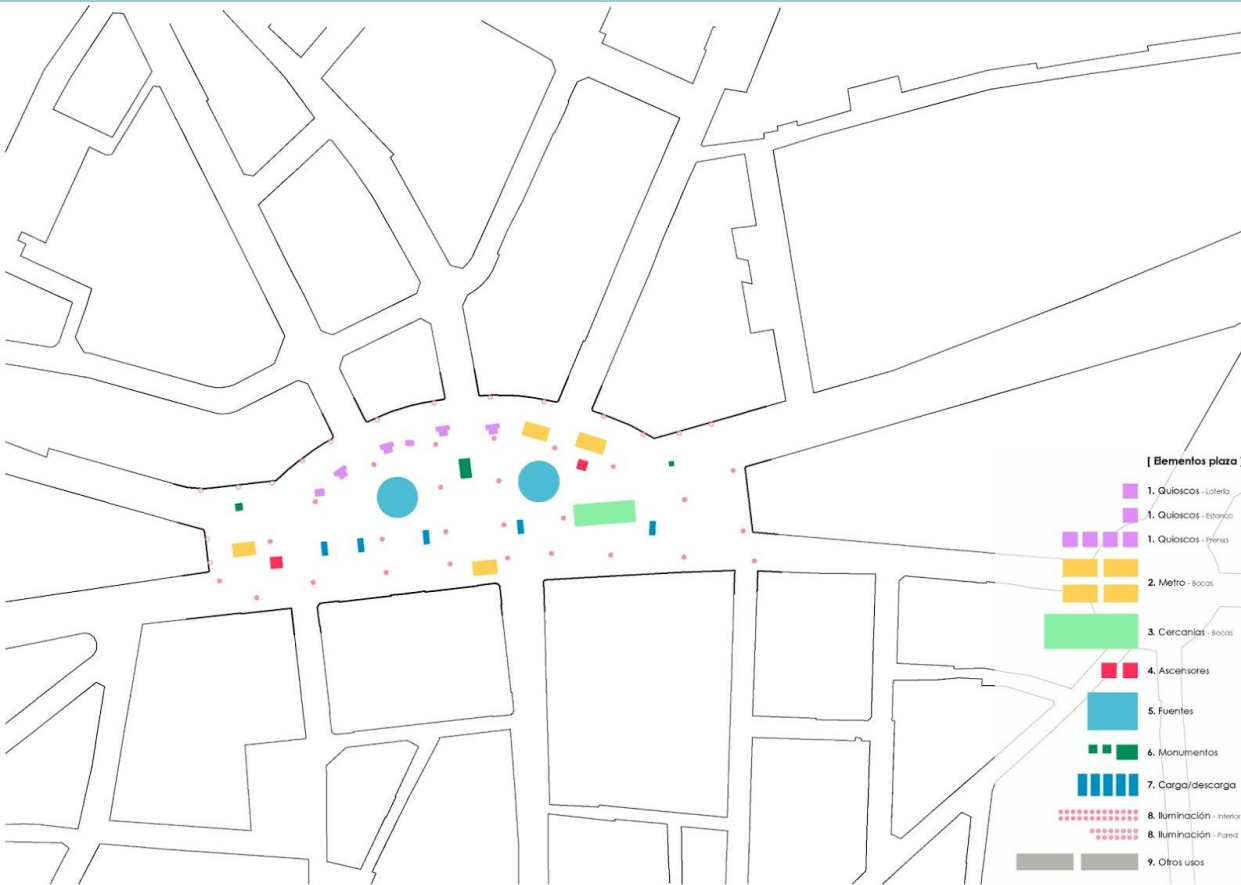 [ Elementos plaza ]
1. Quioscos - Lotería
1. Quioscos - Estanco
1. Quioscos - Prensa
2. Metro - Bocas
3. Cercanías - Bocas
4. Ascensores
5. Fuentes
6. Monumentos
7. Carga/descarga
8. Iluminación - Interior
8. Iluminación - Pared
9. Otros usos